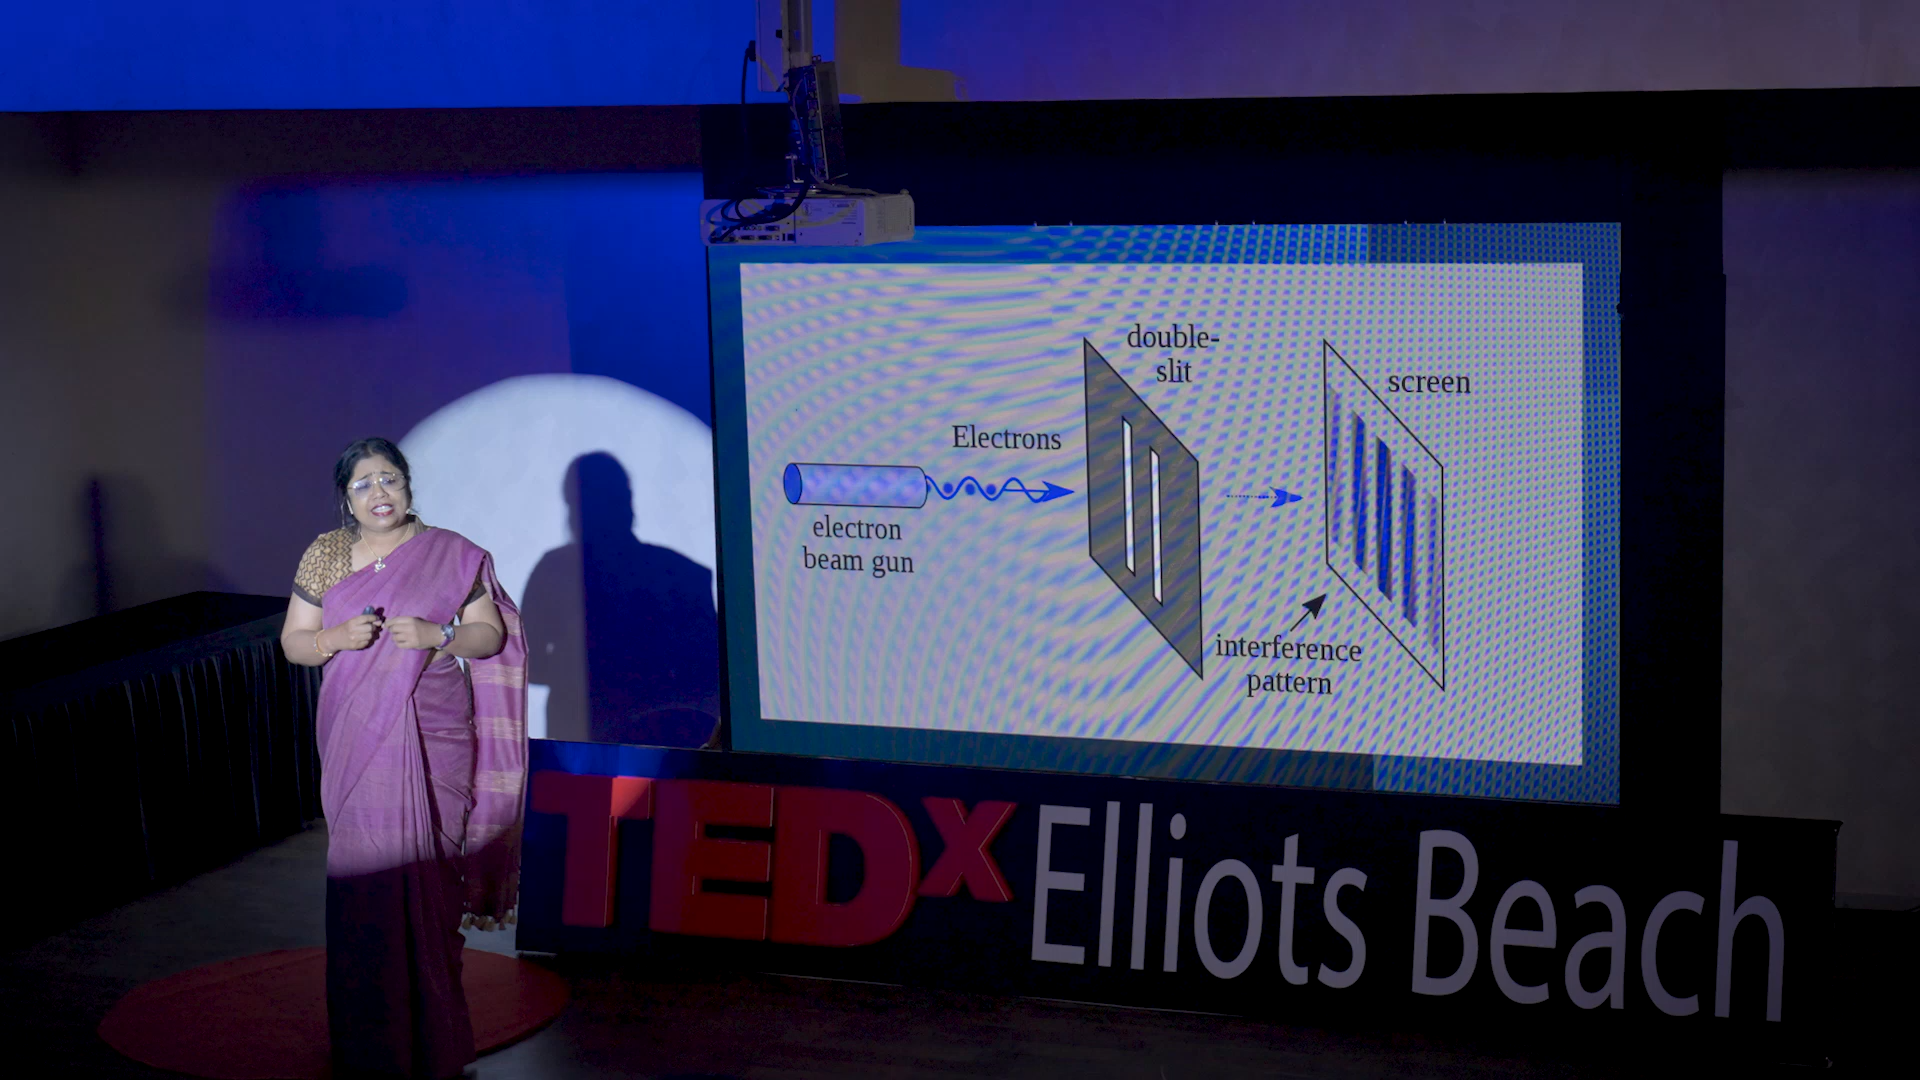 double-
slit
screen
Electrons
electron
beam gun
interference
pattern
TEDx Elliots Beach